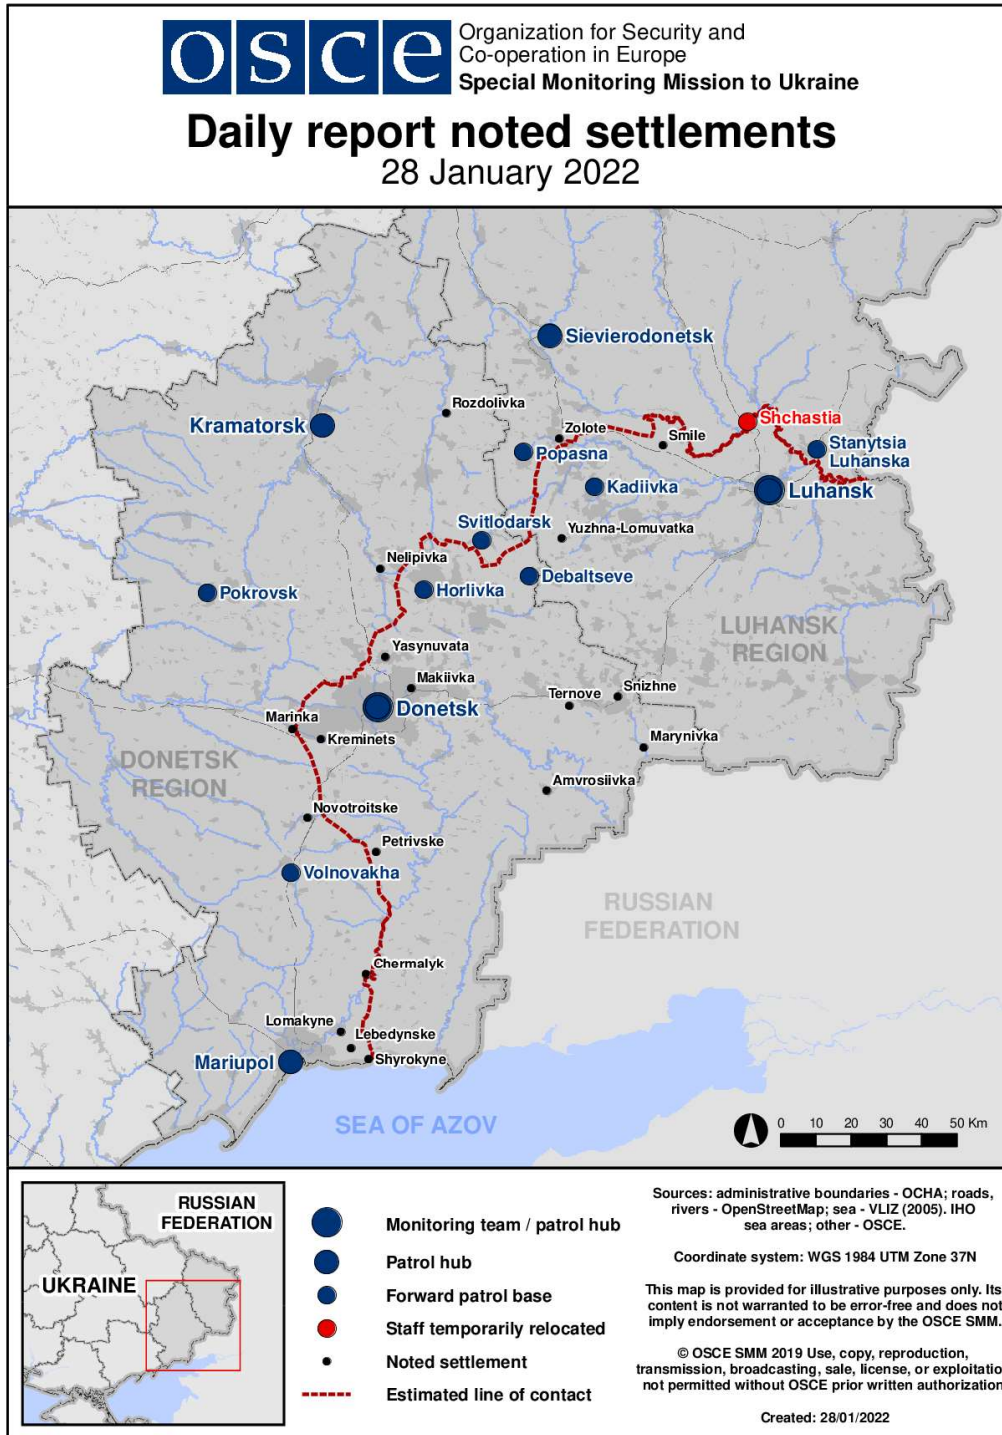 osce
Organization for Security and
Co-operation in Europe
Special Monitoring Mission to Ukraine
Daily report noted settlements
28 January 2022
Sievierodonetsk
Rozdolivka
Kramatorsk
Shchastia
Zolote
Smile
Stanytsia
Luhanska
Popasna
Kadiivka
Luhansk
Svitlodarsk
Yuzhna-Lomuvatka
Nelipivka
Debaltseve
Pokrovsk
Horlivka
LUHANSK
REGION
Yasynuvata
Makiivka
Ternove
Snizhne
Donetsk
Marinka
Kreminets
Marynivka
DONETSK
REGION
Amvrosiivka
Novotroitske
Petrivske
Volnovakha
RUSSIAN
FEDERATION
Chermalyk
Lomakyne
Lebedynske
Shyrokyne
Mariupol
SEA OF AZOV
0 10 20 30 40 50 Km
RUSSIAN
FEDERATION
UKRAINE
Monitoring team / patrol hub
Patrol hub
Forward patrol base
Staff temporarily relocated
Noted settlement
Estimated line of contact
Sources: administrative boundaries - OCHA; roads,
rivers - OpenStreetMap; sea - VLIZ (2005). IHO
sea areas; other - OSCE.
Coordinate system: WGS 1984 UTM Zone 37N
This map is provided for illustrative purposes only. Its
content is not warranted to be error-free and does not
imply endorsement or acceptance by the OSCE SMM.
© OSCE SMM 2019 Use, copy, reproduction,
transmission, broadcasting, sale, license, or exploitatio
not permitted without OSCE prior written authorization
Created: 28/01/2022